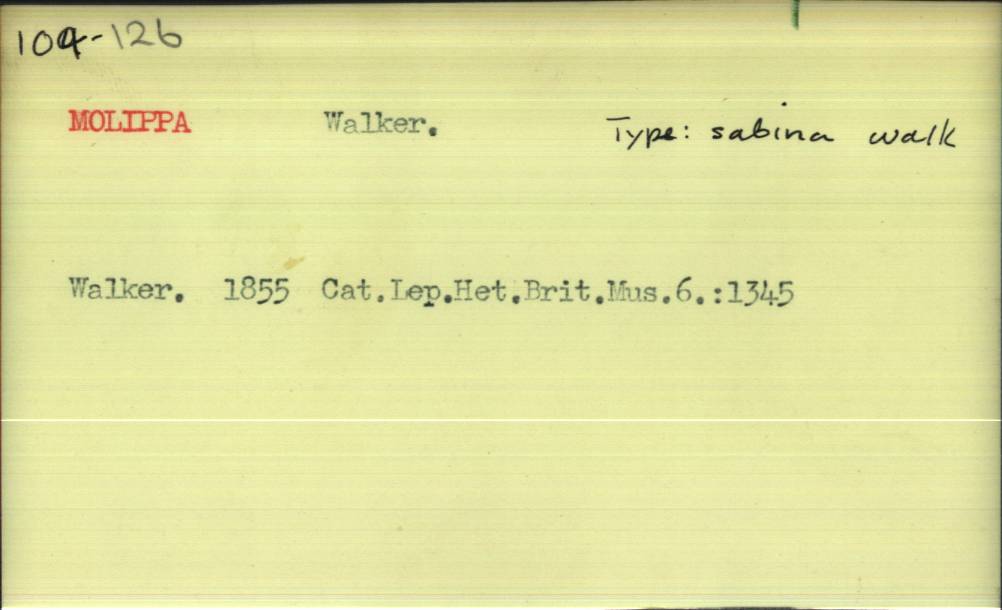 104-126
MOLIPPA Walker. Type: sabina walk
Walker. 1855 Cat.Lep.Het.Brit.Mus.6.:1345